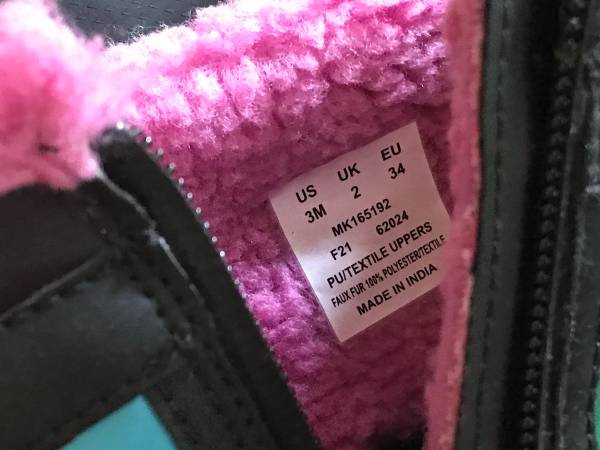 US UK EU
3M 2 34
MK165192
F21 62024
PU/TEXTILE UPPERS
FAUX FUR 100% POLYESTER/TEXTILE
MADE IN INDIA